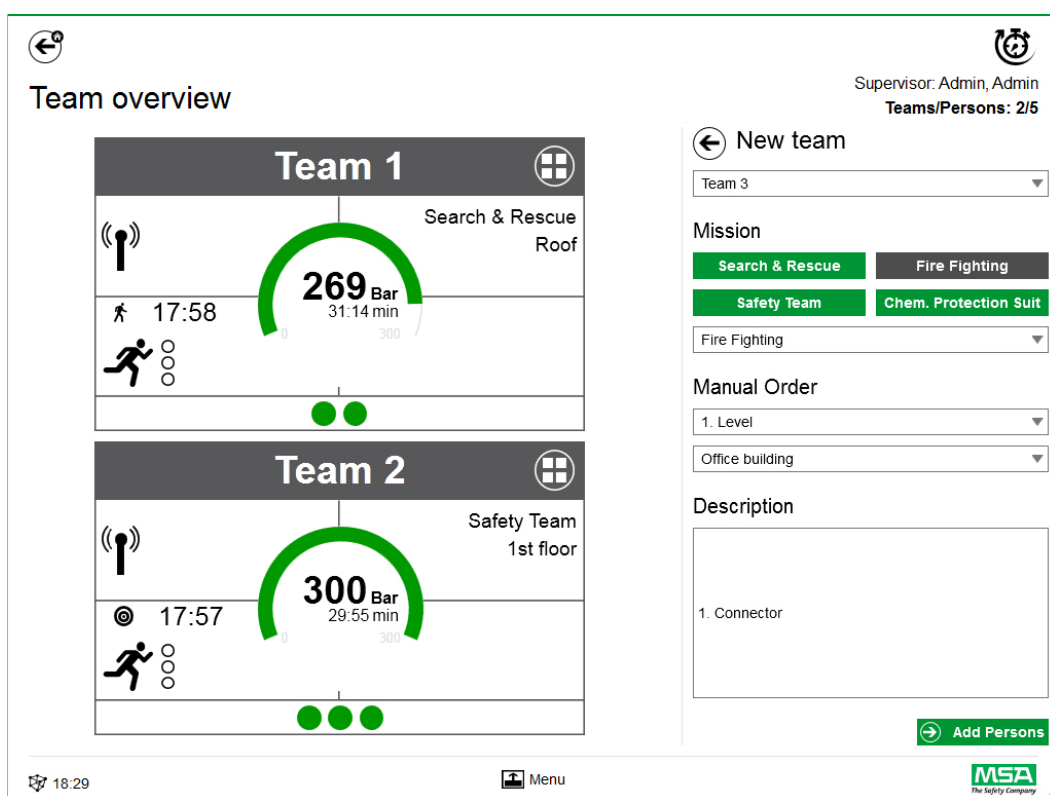 Supervisor: Admin, Admin
Team overview
Teams/Persons: 2/5
Team 1
Search & Rescue
Roof
269 Bar
31:14 min
17:58
0 300
Team 2
Safety Team
1st floor
300 Bar
29:55 min
17:57
0 300
New team
Team 3
Mission
Search & Rescue Fire Fighting
Safety Team Chem. Protection Suit
Fire Fighting
Manual Order
1. Level
Office building
Description
1. Connector
Add Persons
18:29
Menu
MSA
The Safety Company